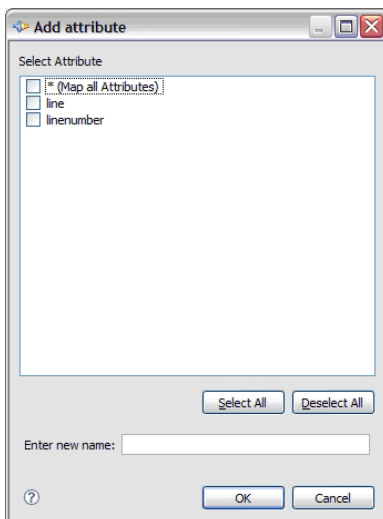 Add attribute
Select Attribute
* (Map all Attributes)
line
linenumber
Select All
Deselect All
Enter new name:
?
OK
Cancel